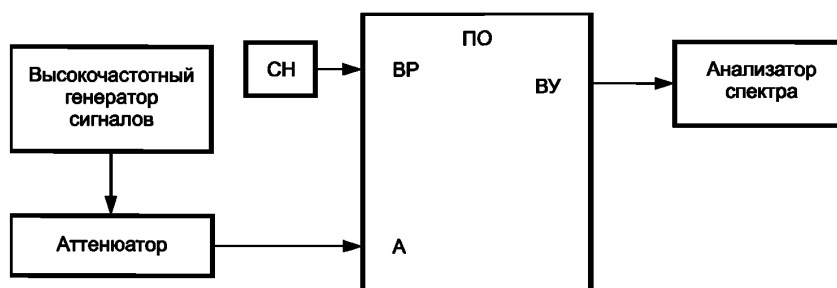 Высокочастотный
генератор
сигналов
СН
ПО
ВР
ВУ
Анализатор
спектра
Аттенюатор
А